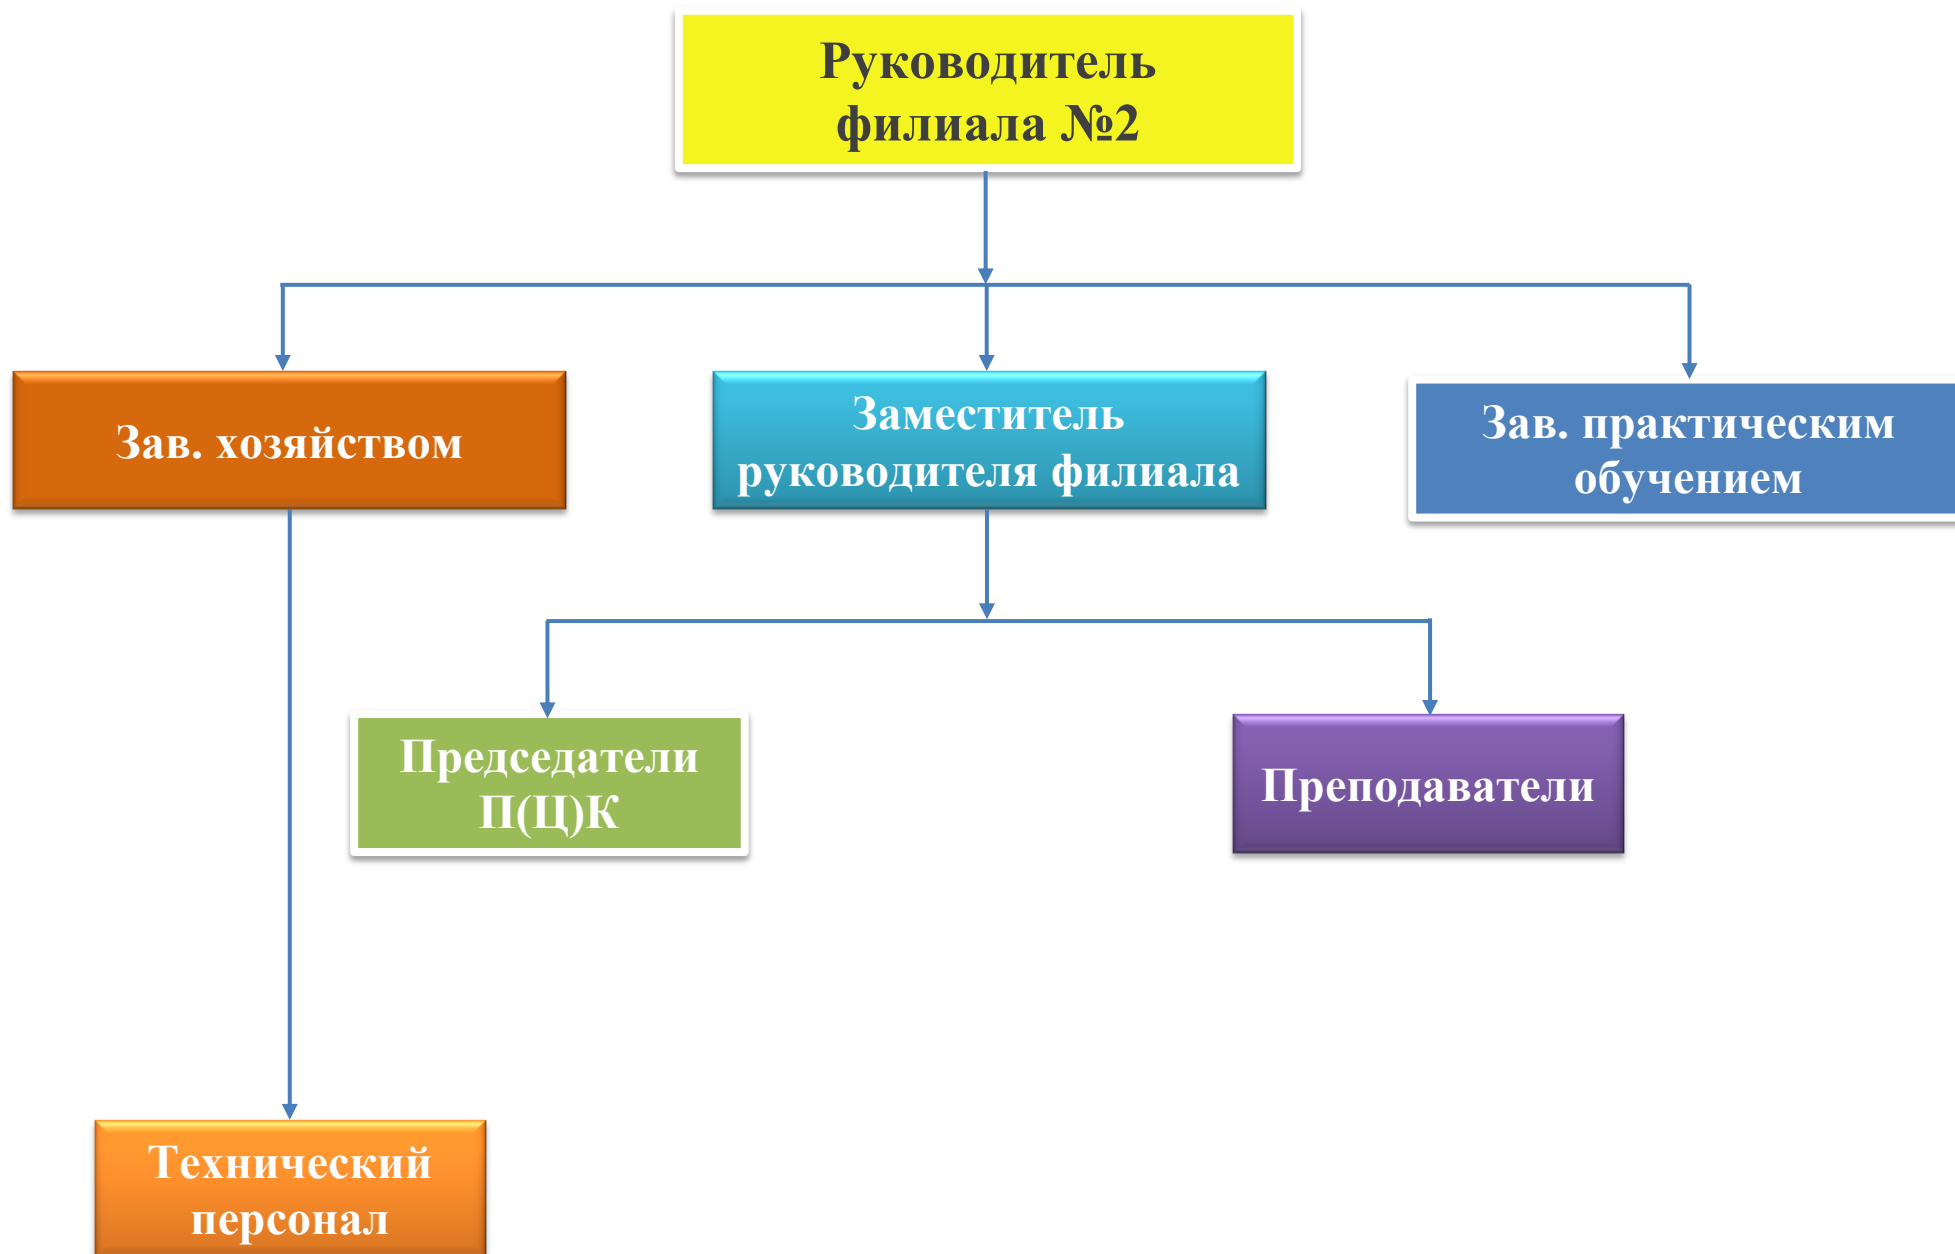 Руководитель
филиала №2
Зав. хозяйством
Заместитель
руководителя филиала
Зав. практическим
обучением
Председатели
П(Ц)К
Преподаватели
Технический
персонал